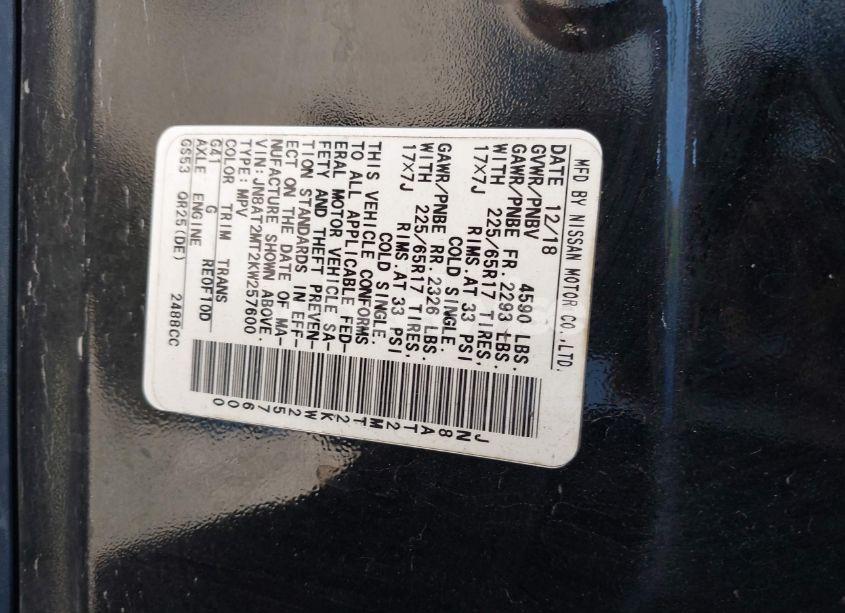 MFD BY NISSAN MOTOR CO.,LTD.
DATE 12/18
GVWR/PNBV 4590 LBS.
GAWR/PNBE FR.2293 LBS.
WITH 225/65R17 TIRES,
17X7J RIMS.AT 33 PSI
COLD SINGLE.
GAWR/PNBE RR.2326 LBS.
WITH 225/65R17 TIRES,
17X7J RIMS.AT 33 PSI
COLD SINGLE.
THIS VEHICLE CONFORMS
TO ALL APPLICABLE FED-
ERAL MOTOR VEHICLE SA-
FETY AND THEFT PREVEN-
TION STANDARDS IN EFF-
ECT ON THE DATE OF MA-
NUFACTURE SHOWN ABOVE.
VIN:JN8AT2MT2KW257600
TYPE:MPV
COLOR TRIM TRANS
G41 G RE0F10D
AXLE ENGINE
GS53 QR25(DE) 2488CC
JN8AT2MT2KW257600